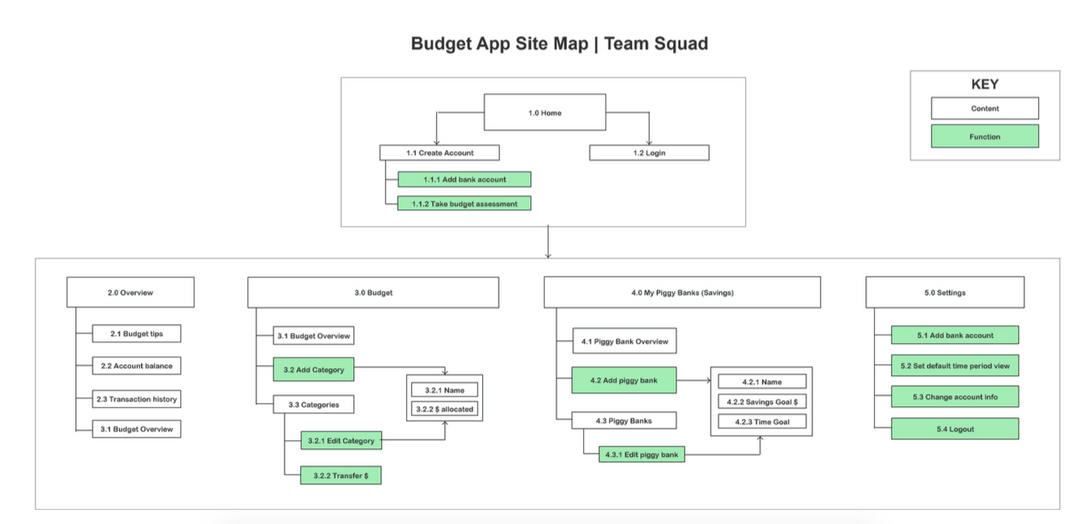 Budget App Site Map | Team Squad
KEY
Content
Function
1.0 Home
1.1 Create Account
1.2 Login
1.1.1 Add bank account
1.1.2 Take budget assessment
2.0 Overview
2.1 Budget tips
2.2 Account balance
2.3 Transaction history
3.1 Budget Overview
3.0 Budget
3.1 Budget Overview
3.2 Add Category
3.2.1 Name
3.2.2 $ allocated
3.3 Categories
3.2.1 Edit Category
3.2.2 Transfer $
4.0 My Piggy Banks (Savings)
4.1 Piggy Bank Overview
4.2 Add piggy bank
4.2.1 Name
4.2.2 Savings Goal $
4.2.3 Time Goal
4.3 Piggy Banks
4.3.1 Edit piggy bank
5.0 Settings
5.1 Add bank account
5.2 Set default time period view
5.3 Change account info
5.4 Logout